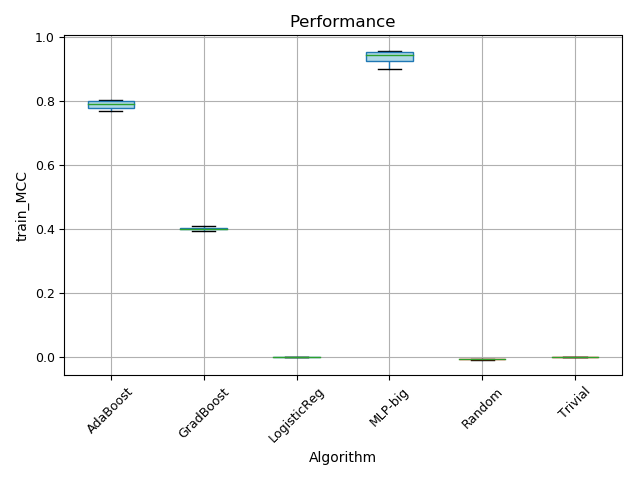 Performance
1.0
0.8
0.6
0.4
0.2
0.0
train_MCC
AdaBoost
GradBoost
LogisticReg
MLP-big
Random
Trivial
Algorithm